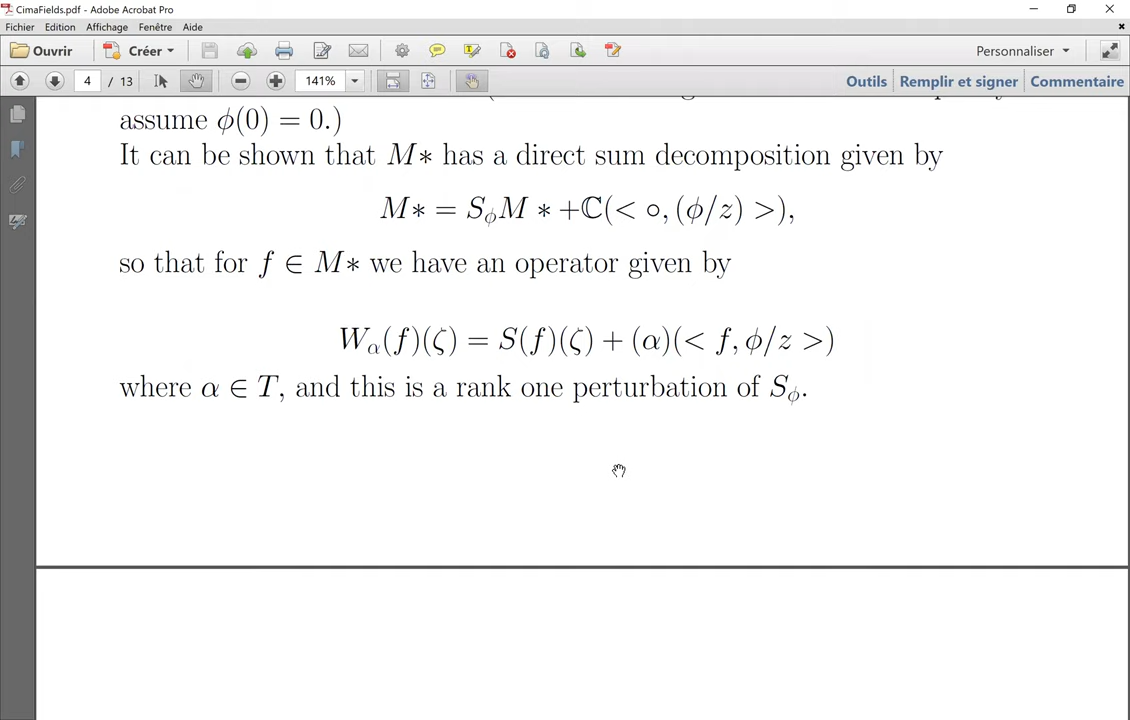 CimaFields.pdf - Adobe Acrobat Pro
Fichier Edition Affichage Fenêtre Aide
Ouvrir Créer Personnaliser
4 / 13 141% Outils Remplir et signer Commentaire
assume ϕ(0) = 0.)
It can be shown that M∗ has a direct sum decomposition given by
M∗ = S_ϕM ∗ +ℂ(< ∘, (ϕ/z) >),
so that for f ∈ M∗ we have an operator given by
W_α(f)(ζ) = S(f)(ζ) + (α)(< f, ϕ/z >)
where α ∈ T, and this is a rank one perturbation of S_ϕ.